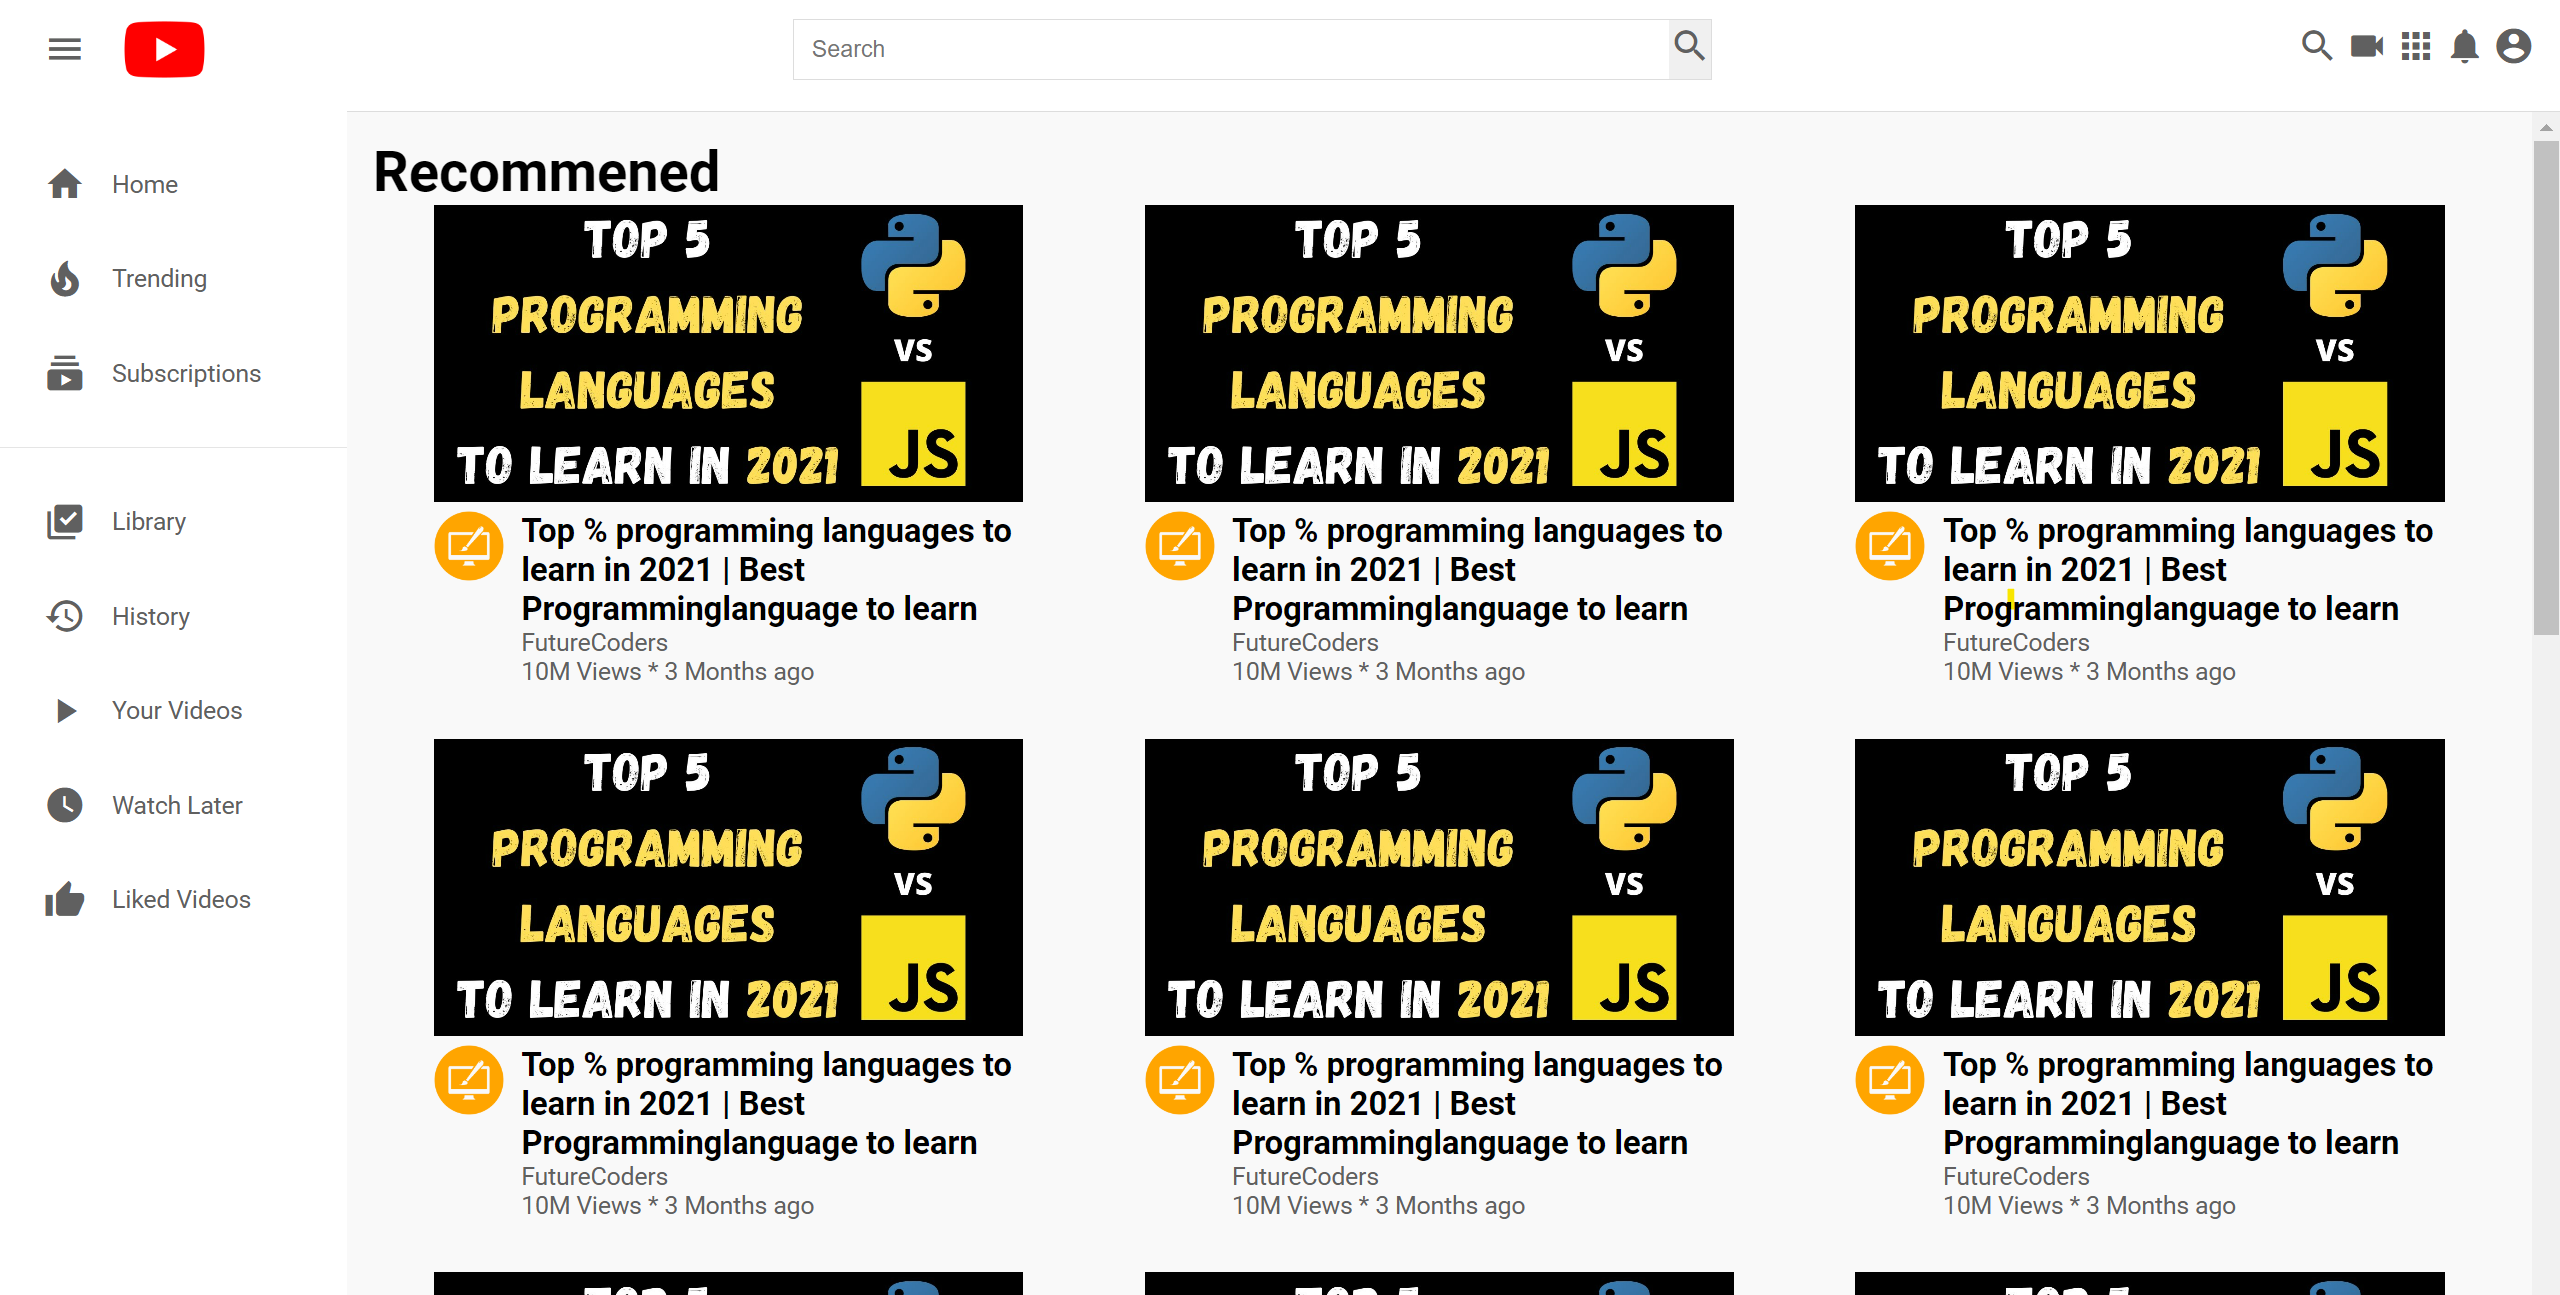 Search
Home
Trending
Subscriptions
Library
History
Your Videos
Watch Later
Liked Videos
Recommened
TOP 5
PROGRAMMING
LANGUAGES
TO LEARN IN 2021
VS
JS
Top % programming languages to
learn in 2021 | Best
Programminglanguage to learn
FutureCoders
10M Views * 3 Months ago
TOP 5
PROGRAMMING
LANGUAGES
TO LEARN IN 2021
VS
JS
Top % programming languages to
learn in 2021 | Best
Programminglanguage to learn
FutureCoders
10M Views * 3 Months ago
TOP 5
PROGRAMMING
LANGUAGES
TO LEARN IN 2021
VS
JS
Top % programming languages to
learn in 2021 | Best
Programminglanguage to learn
FutureCoders
10M Views * 3 Months ago
TOP 5
PROGRAMMING
LANGUAGES
TO LEARN IN 2021
VS
JS
Top % programming languages to
learn in 2021 | Best
Programminglanguage to learn
FutureCoders
10M Views * 3 Months ago
TOP 5
PROGRAMMING
LANGUAGES
TO LEARN IN 2021
VS
JS
Top % programming languages to
learn in 2021 | Best
Programminglanguage to learn
FutureCoders
10M Views * 3 Months ago
TOP 5
PROGRAMMING
LANGUAGES
TO LEARN IN 2021
VS
JS
Top % programming languages to
learn in 2021 | Best
Programminglanguage to learn
FutureCoders
10M Views * 3 Months ago